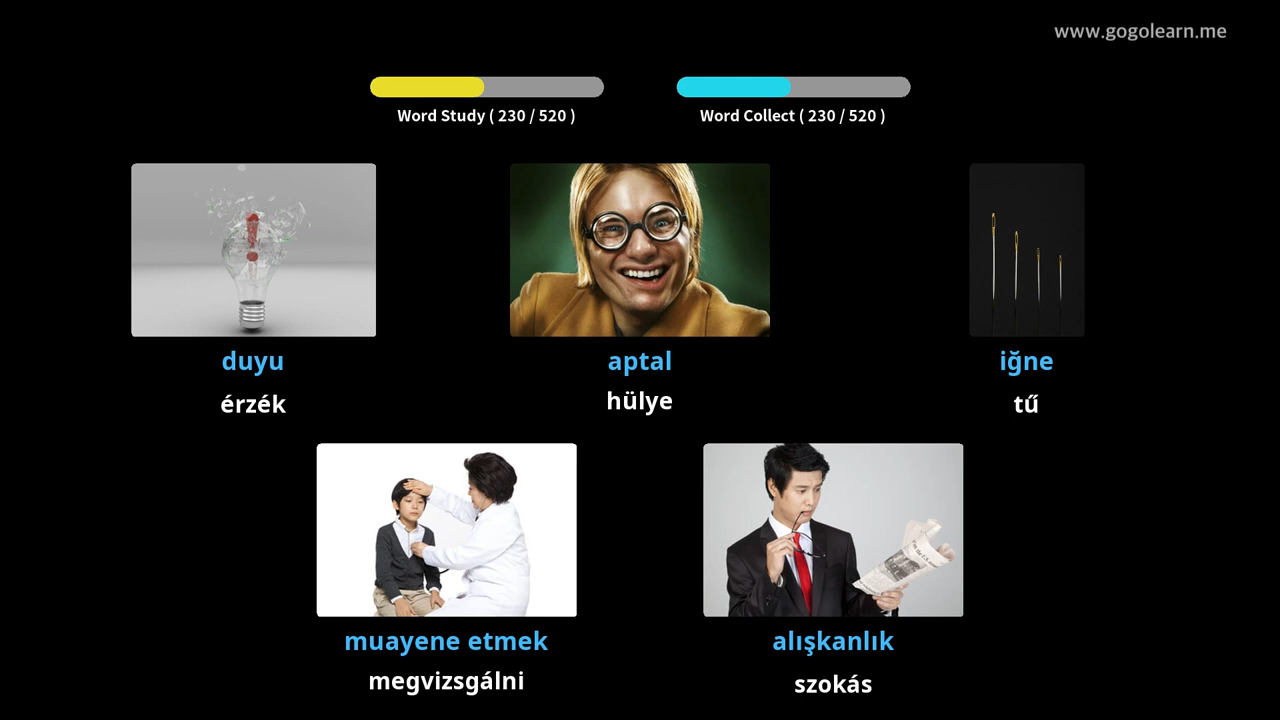 www.gogolearn.me
Word Study ( 230 / 520 )
Word Collect ( 230 / 520 )
duyu
érzék
aptal
hülye
iğne
tű
muayene etmek
megvizsgálni
alışkanlık
szokás